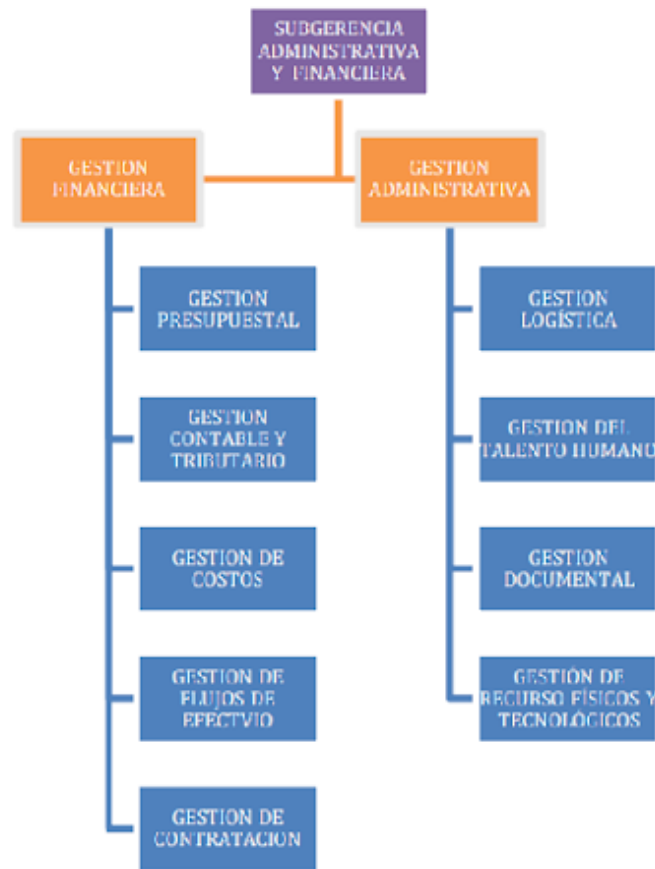 SUBGERENCIA
ADMINISTRATIVA
Y FINANCIERA
GESTION
FINANCIERA
GESTION
ADMINISTRATIVA
GESTION
PRESUPUESTAL
GESTION
CONTABLE Y
TRIBUTARIO
GESTION DE
COSTOS
GESTION DE
FLUJOS DE
EFECTVIO
GESTION DE
CONTRATACION
GESTION
LOGÍSTICA
GESTION DEL
TALENTO HUMANO
GESTION
DOCUMENTAL
GESTIÓN DE
RECURSO FÍSICOS Y
TECNOLÓGICOS